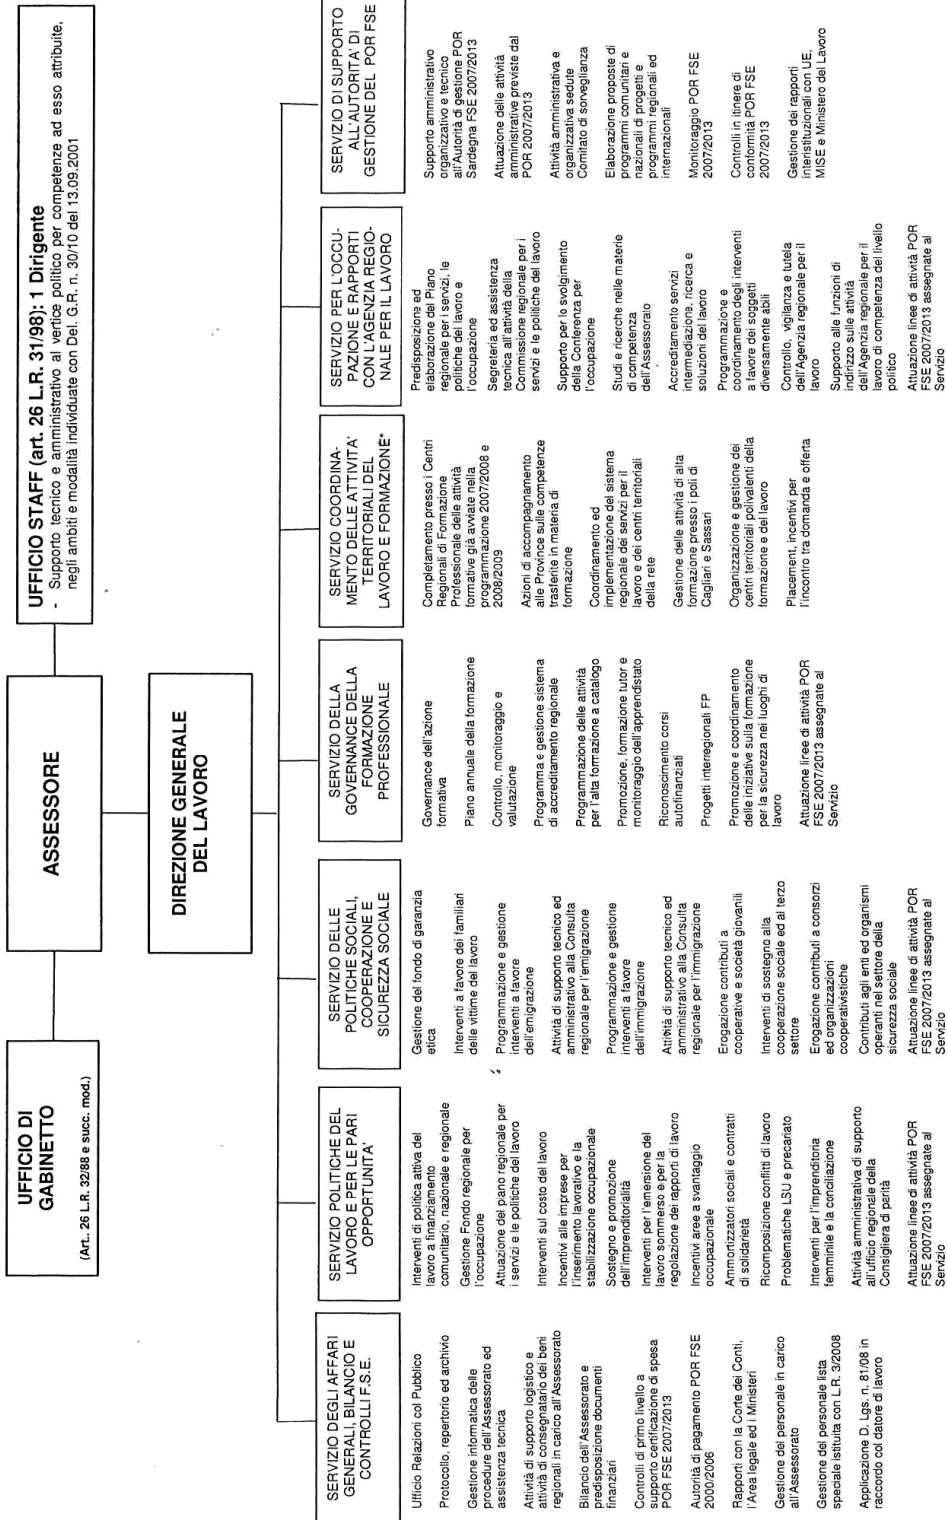 UFFICIO DI
GABINETTO
(Art. 26 L.R. 32/88 e succ. mod.)
ASSESSORE
UFFICIO STAFF (art. 26 L.R. 31/98): 1 Dirigente
- Supporto tecnico e amministrativo al vertice politico per competenze ad esso attribuite,
negli ambiti e modalità individuate con Del. G.R. n. 30/10 del 13.09.2001
DIREZIONE GENERALE
DEL LAVORO
SERVIZIO DEGLI AFFARI
GENERALI, BILANCIO E
CONTROLLI F.S.E.
Ufficio Relazioni col Pubblico
Protocollo, repertorio ed archivio
Gestione informatica delle
procedure dell'Assessorato ed
assistenza tecnica
Attività di supporto logistico e
attività di consegnatario dei beni
regionali in carico all'Assessorato
Bilancio dell'Assessorato e
predisposizione documenti
finanziari
Controlli di primo livello a
supporto certificazione di spesa
POR FSE 2007/2013
Autorità di pagamento POR FSE
2000/2006
Rapporti con la Corte dei Conti,
l'Area legale ed i Ministeri
Gestione del personale in carico
all'Assessorato
Gestione del personale lista
speciale istituita con L.R. 3/2008
Applicazione D. Lgs. n. 81/08 in
raccordo col datore di lavoro
SERVIZIO POLITICHE DEL
LAVORO E PER LE PARI
OPPORTUNITA'
Interventi di politica attiva del
lavoro a finanziamento
comunitario, nazionale e regionale
Gestione Fondo regionale per
l'occupazione
Attuazione del piano regionale per
i servizi e le politiche del lavoro
Interventi sul costo del lavoro
Incentivi alle imprese per
l'inserimento lavorativo e la
stabilizzazione occupazionale
Sostegno e promozione
dell'imprenditorialità
Interventi per l'emersione del
lavoro sommerso e per la
regolazione dei rapporti di lavoro
Incentivi aree a svantaggio
occupazionale
Ammortizzatori sociali e contratti
di solidarietà
Ricomposizione conflitti di lavoro
Problematiche LSU e precariato
Interventi per l'imprenditoria
femminile e la conciliazione
Attività amministrativa di supporto
all'ufficio regionale della
Consigliera di parità
Attuazione linee di attività POR
FSE 2007/2013 assegnate al
Servizio
SERVIZIO DELLE
POLITICHE SOCIALI,
COOPERAZIONE E
SICUREZZA SOCIALE
Gestione del fondo di garanzia
etica
Interventi a favore dei familiari
delle vittime del lavoro
Programmazione e gestione
interventi a favore
dell'emigrazione
Attività di supporto tecnico ed
amministrativo alla Consulta
regionale per l'emigrazione
Programmazione e gestione
interventi a favore
dell'immigrazione
Attività di supporto tecnico ed
amministrativo alla Consulta
regionale per l'immigrazione
Erogazione contributi a
cooperative e società giovanili
Interventi di sostegno alla
cooperazione sociale ed al terzo
settore
Erogazione contributi a consorzi
ed organizzazioni
cooperativistiche
Contributi agli enti ed organismi
operanti nel settore della
sicurezza sociale
Attuazione linee di attività POR
FSE 2007/2013 assegnate al
Servizio
SERVIZIO DELLA
GOVERNANCE DELLA
FORMAZIONE
PROFESSIONALE
Governance dell'azione
formativa
Piano annuale della formazione
Controllo, monitoraggio e
valutazione
Programma e gestione sistema
di accreditamento regionale
Programmazione delle attività
per l'alta formazione a catalogo
Promozione, formazione tutor e
monitoraggio dell'apprendistato
Riconoscimento corsi
autofinanziati
Progetti interregionali FP
Promozione e coordinamento
delle iniziative sulla formazione
per la sicurezza nei luoghi di
lavoro
Attuazione linee di attività POR
FSE 2007/2013 assegnate al
Servizio
SERVIZIO COORDINA-
MENTO DELLE ATTIVITA'
TERRITORIALI DEL
LAVORO E FORMAZIONE*
Completamento presso i Centri
Regionali di Formazione
Professionale delle attività
formative già avviate nella
programmazione 2007/2008 e
2008/2009
Azioni di accompagnamento
alle Province sulle competenze
trasferite in materia di
formazione
Coordinamento ed
implementazione del sistema
regionale dei servizi per il
lavoro e dei centri territoriali
della rete
Gestione delle attività di alta
formazione presso i poli di
Cagliari e Sassari
Organizzazione e gestione dei
centri territoriali polivalenti della
formazione e del lavoro
Placement, incentivi per
l'incontro tra domanda e offerta
SERVIZIO PER L'OCCU-
PAZIONE E RAPPORTI
CON L'AGENZIA REGIO-
NALE PER IL LAVORO
Predisposizione ed
elaborazione del Piano
regionale per i servizi, le
politiche del lavoro e
l'occupazione
Segreteria ed assistenza
tecnica all'attività della
Commissione regionale per i
servizi e le politiche del lavoro
Supporto per lo svolgimento
della Conferenza per
l'occupazione
Studi e ricerche nelle materie
di competenza
dell'Assessorato
Accreditamento servizi
intermediazione, ricerca e
soluzioni del lavoro
Programmazione e
coordinamento degli interventi
a favore dei soggetti
diversamente abili
Controllo, vigilanza e tutela
dell'Agenzia regionale per il
lavoro
Supporto alle funzioni di
indirizzo sulle attività
dell'Agenzia regionale per il
lavoro di competenza del livello
politico
Attuazione linee di attività POR
FSE 2007/2013 assegnate al
Servizio
SERVIZIO DI SUPPORTO
ALL'AUTORITA' DI
GESTIONE DEL POR FSE
Supporto amministrativo
organizzativo e tecnico
all'Autorità di gestione POR
Sardegna FSE 2007/2013
Attuazione delle attività
amministrative previste dal
POR 2007/2013
Attività amministrativa e
organizzativa sedute
Comitato di sorveglianza
Elaborazione proposte di
programmi comunitari e
nazionali di progetti e
programmi regionali ed
internazionali
Monitoraggio POR FSE
2007/2013
Controlli in itinere di
conformità POR FSE
2007/2013
Gestione dei rapporti
interistituzionali con UE,
MISE e Ministero del Lavoro